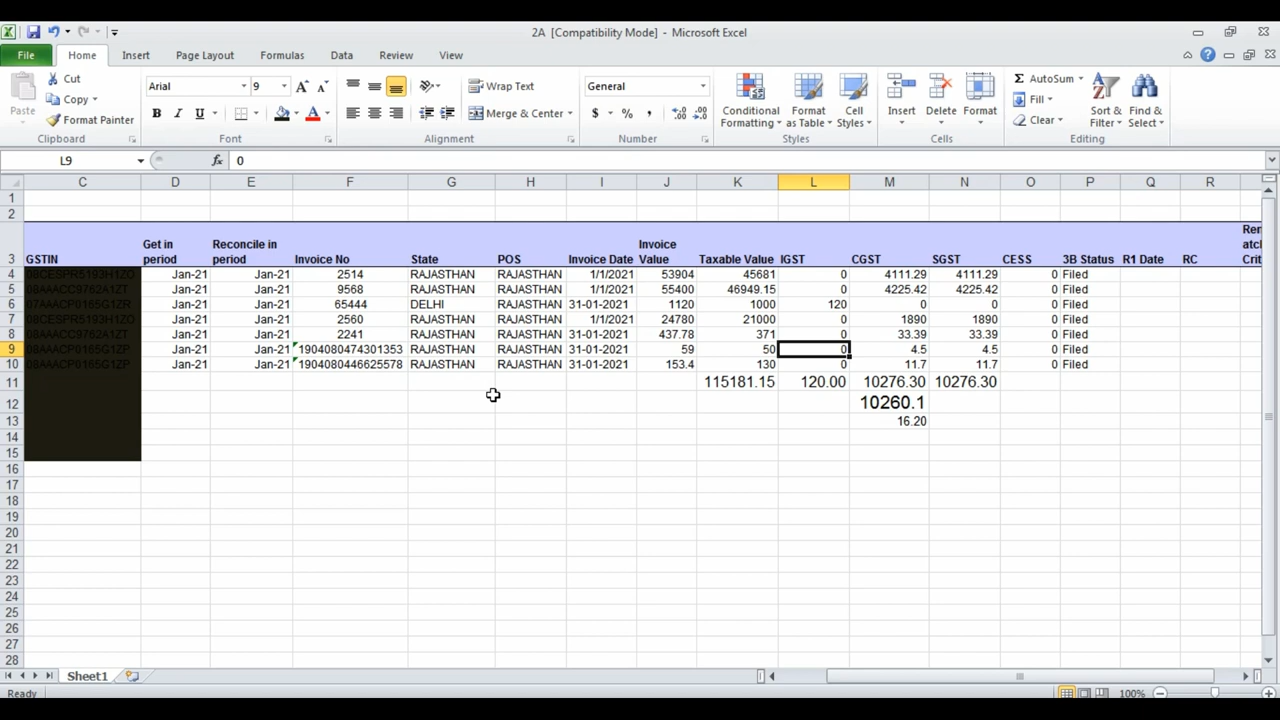 2A [Compatibility Mode] - Microsoft Excel
File Home Insert Page Layout Formulas Data Review View
Paste Cut Copy Format Painter Clipboard
Arial 9 B I U Font
Wrap Text Merge & Center Alignment
General $ % , Number
Conditional Formatting Format as Table Cell Styles Styles
Insert Delete Format Cells
AutoSum Fill Clear Sort & Filter Find & Select Editing
L9 fx 0
C D E F G H I J K L M N O P Q R
1
2
3 GSTIN Get in period Reconcile in period Invoice No State POS Invoice Date Invoice Value Taxable Value IGST CGST SGST CESS 3B Status R1 Date RC
4 08CESPR5193H1ZO Jan-21 Jan-21 2514 RAJASTHAN RAJASTHAN 1/1/2021 53904 45681 0 4111.29 4111.29 0 Filed
5 08AAACC9762A1ZT Jan-21 Jan-21 9568 RAJASTHAN RAJASTHAN 1/1/2021 55400 46949.15 0 4225.42 4225.42 0 Filed
6 07AAACP0165G1ZR Jan-21 Jan-21 65444 DELHI RAJASTHAN 31-01-2021 1120 1000 120 0 0 0 Filed
7 08CESPR5193H1ZO Jan-21 Jan-21 2560 RAJASTHAN RAJASTHAN 1/1/2021 24780 21000 0 1890 1890 0 Filed
8 08AAACC9762A1ZT Jan-21 Jan-21 2241 RAJASTHAN RAJASTHAN 31-01-2021 437.78 371 0 33.39 33.39 0 Filed
9 08AAACP0165G1ZP Jan-21 Jan-21 1904080474301353 RAJASTHAN RAJASTHAN 31-01-2021 59 50 0 4.5 4.5 0 Filed
10 08AAACP0165G1ZP Jan-21 Jan-21 1904080446625578 RAJASTHAN RAJASTHAN 31-01-2021 153.4 130 0 11.7 11.7 0 Filed
11 115181.15 120.00 10276.30 10276.30
12 10260.1
13 16.20
14
15
16
17
18
19
20
21
22
23
24
25
26
27
28
Sheet1
Ready 100%